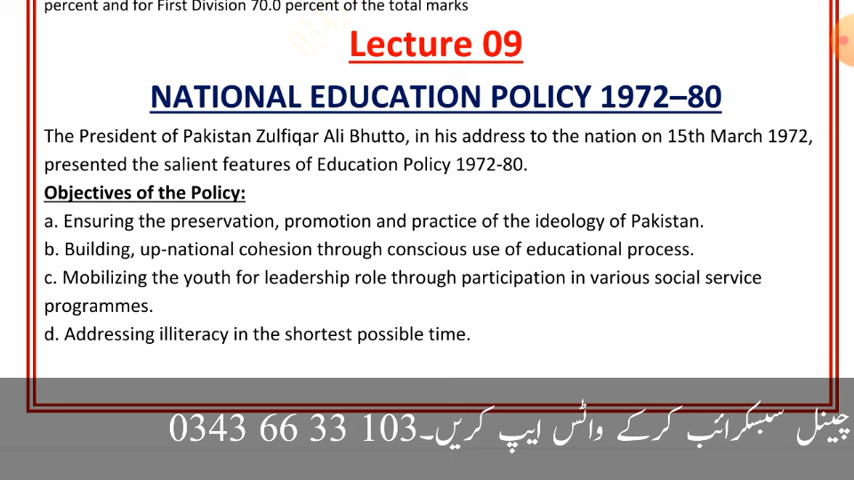 percent and for First Division 70.0 percent of the total marks
Lecture 09
NATIONAL EDUCATION POLICY 1972–80
The President of Pakistan Zulfiqar Ali Bhutto, in his address to the nation on 15th March 1972,
presented the salient features of Education Policy 1972-80.
Objectives of the Policy:
a. Ensuring the preservation, promotion and practice of the ideology of Pakistan.
b. Building, up-national cohesion through conscious use of educational process.
c. Mobilizing the youth for leadership role through participation in various social service
programmes.
d. Addressing illiteracy in the shortest possible time.
چینل سبسکرائب کرکے واٹس ایپ کریں۔103 33 66 0343